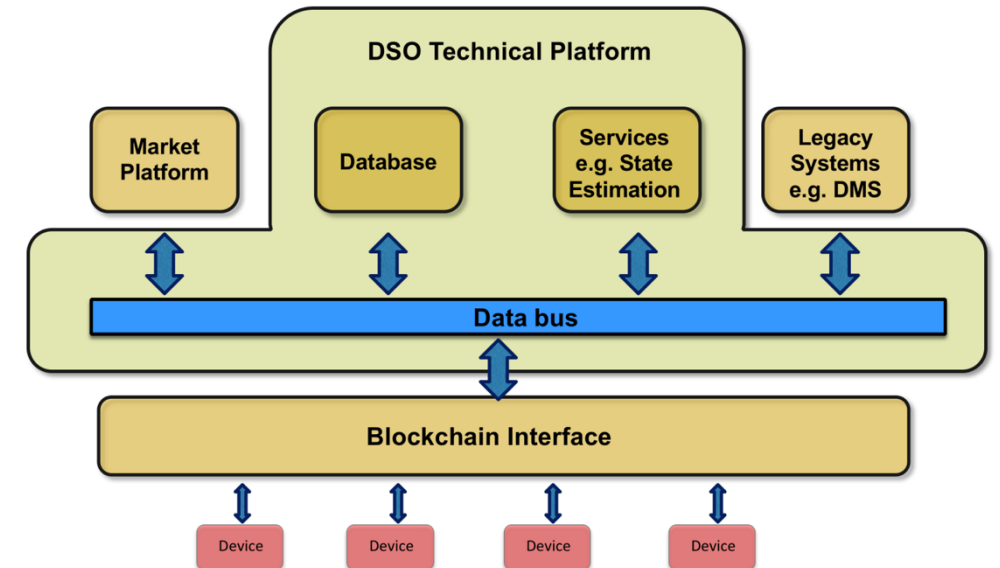 DSO Technical Platform
Market
Platform
Database
Services
e.g. State
Estimation
Legacy
Systems
e.g. DMS
Data bus
Blockchain Interface
Device
Device
Device
Device